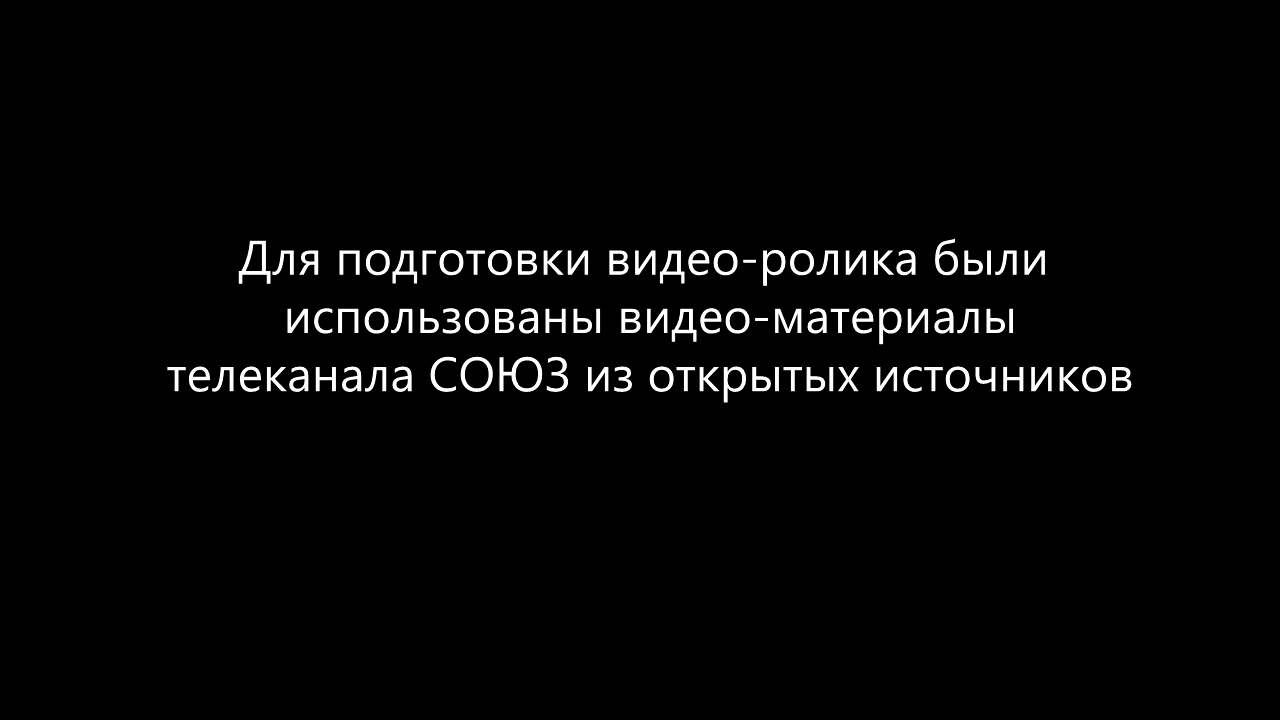 Для подготовки видео-ролика были
использованы видео-материалы
телеканала СОЮЗ из открытых источников